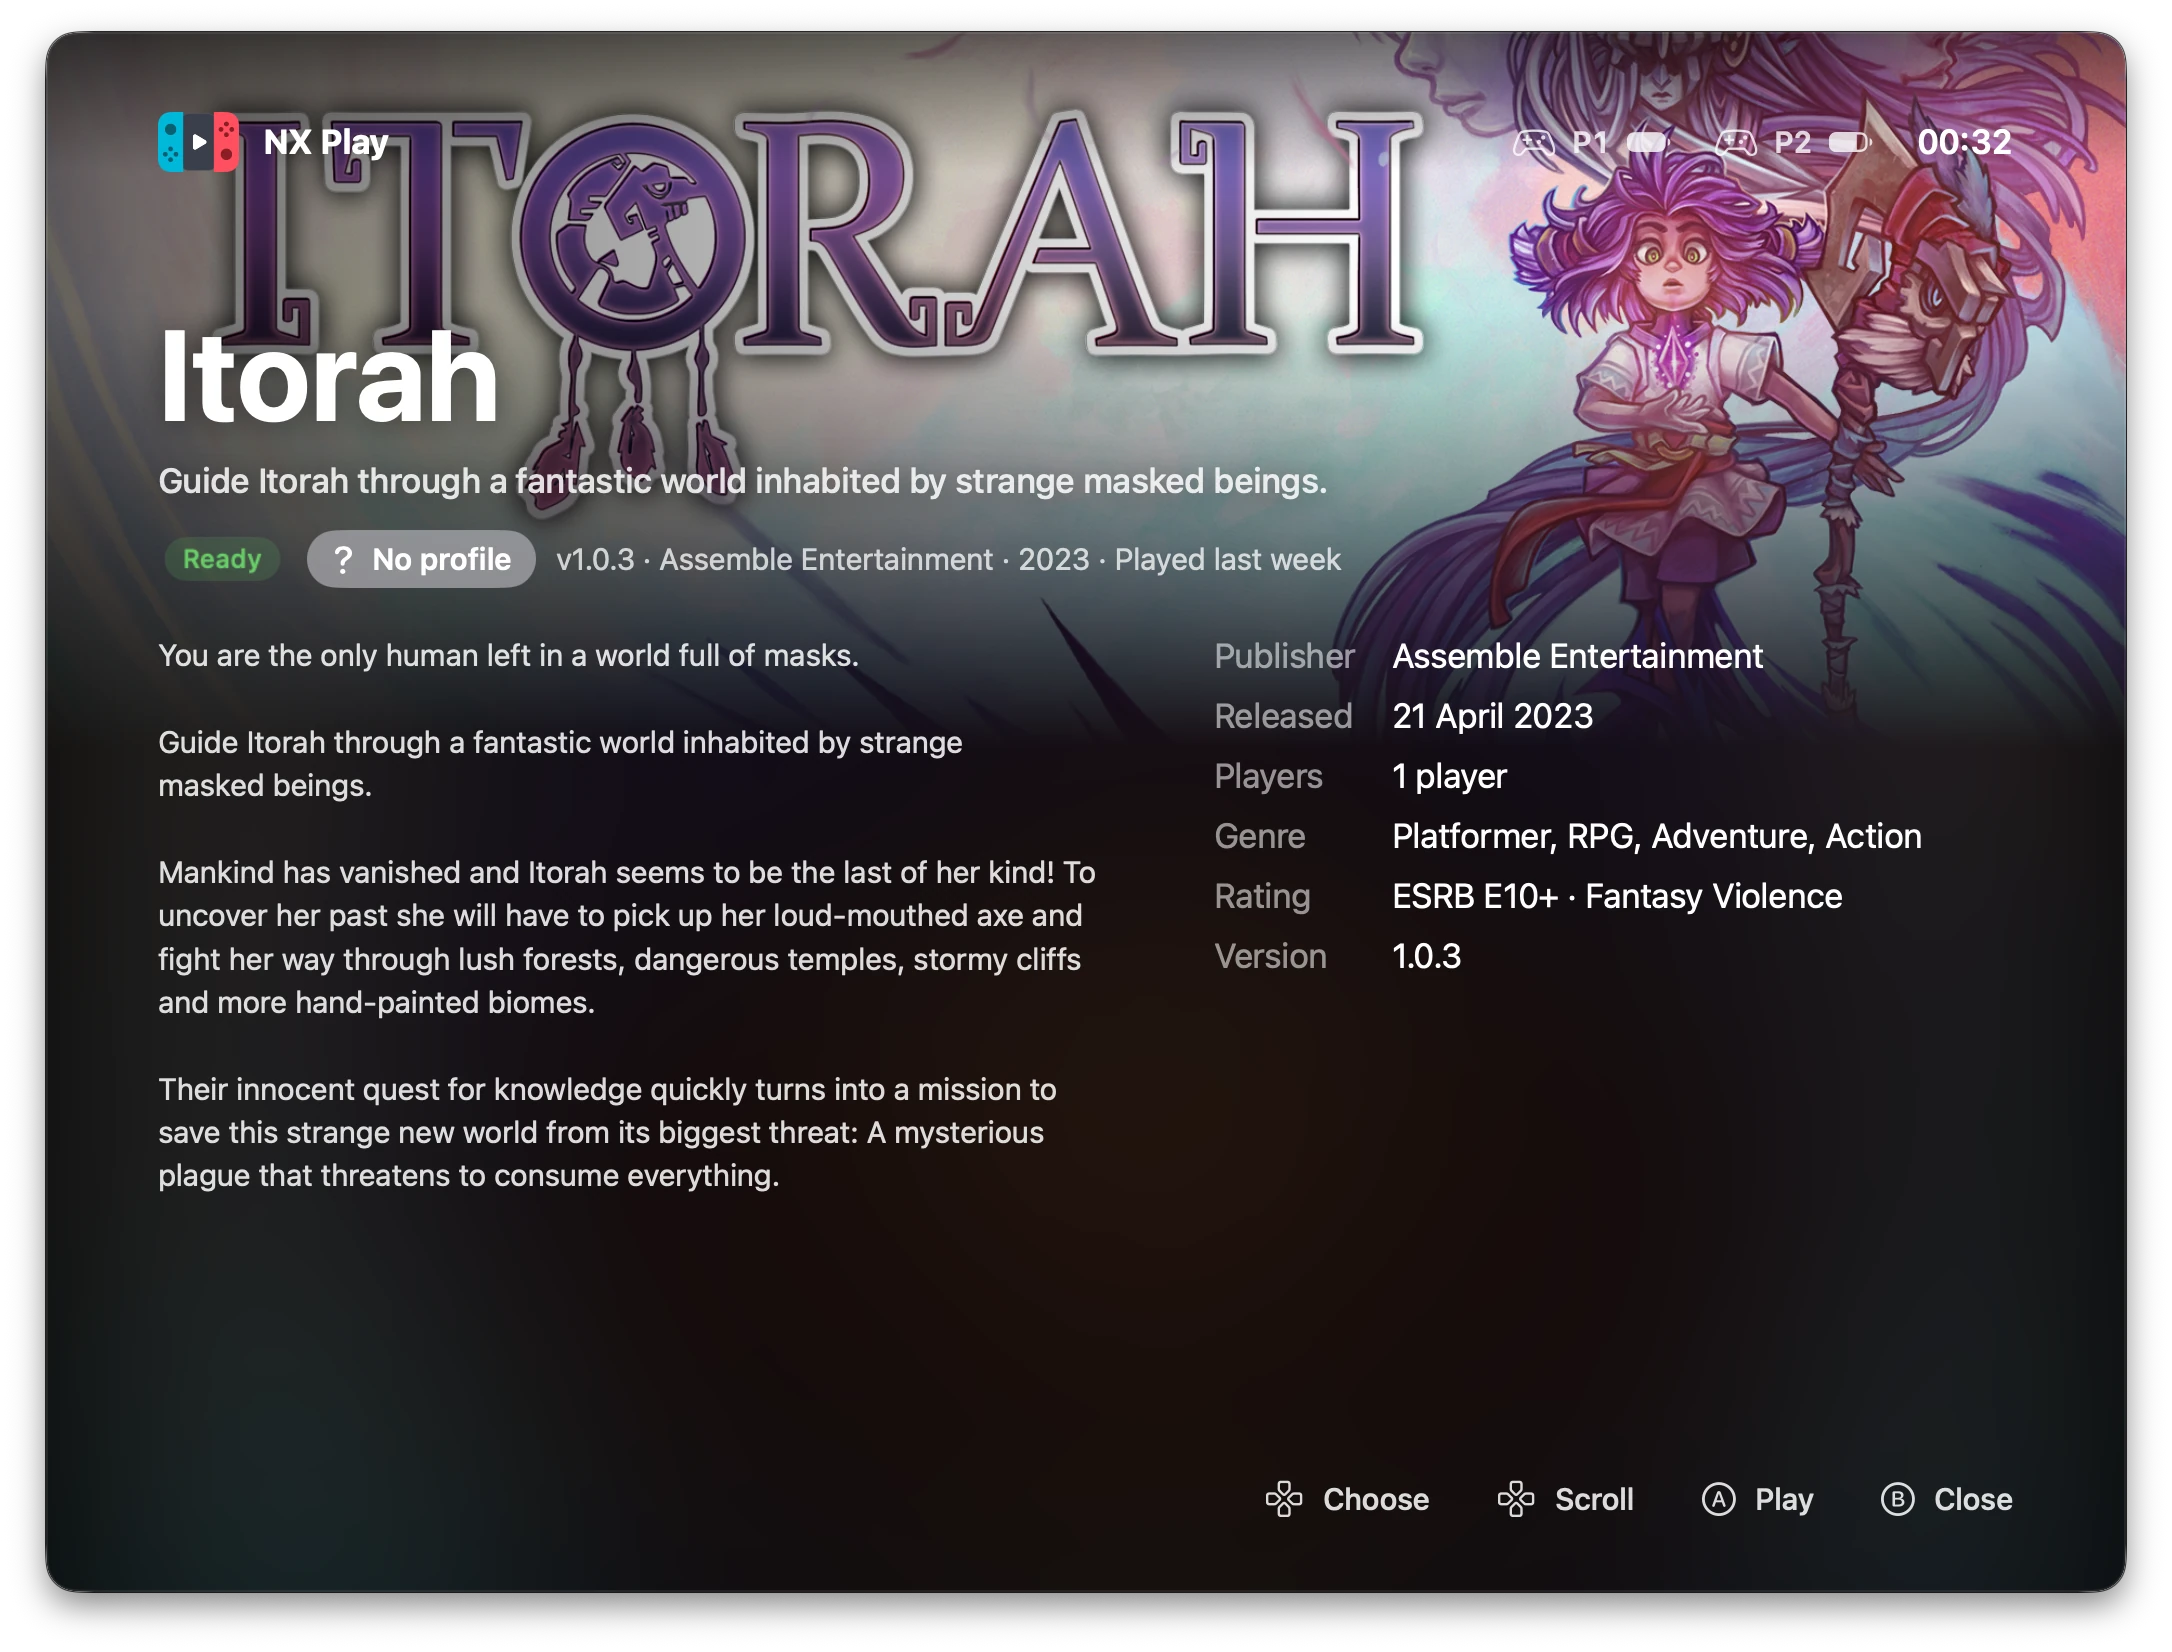 NX Play
P1 P2 00:32
ITORAH
Itorah
Guide Itorah through a fantastic world inhabited by strange masked beings.
Ready ? No profile v1.0.3 · Assemble Entertainment · 2023 · Played last week
You are the only human left in a world full of masks.
Guide Itorah through a fantastic world inhabited by strange
masked beings.
Mankind has vanished and Itorah seems to be the last of her kind! To
uncover her past she will have to pick up her loud-mouthed axe and
fight her way through lush forests, dangerous temples, stormy cliffs
and more hand-painted biomes.
Their innocent quest for knowledge quickly turns into a mission to
save this strange new world from its biggest threat: A mysterious
plague that threatens to consume everything.
Publisher Assemble Entertainment
Released 21 April 2023
Players 1 player
Genre Platformer, RPG, Adventure, Action
Rating ESRB E10+ · Fantasy Violence
Version 1.0.3
Choose Scroll A Play B Close